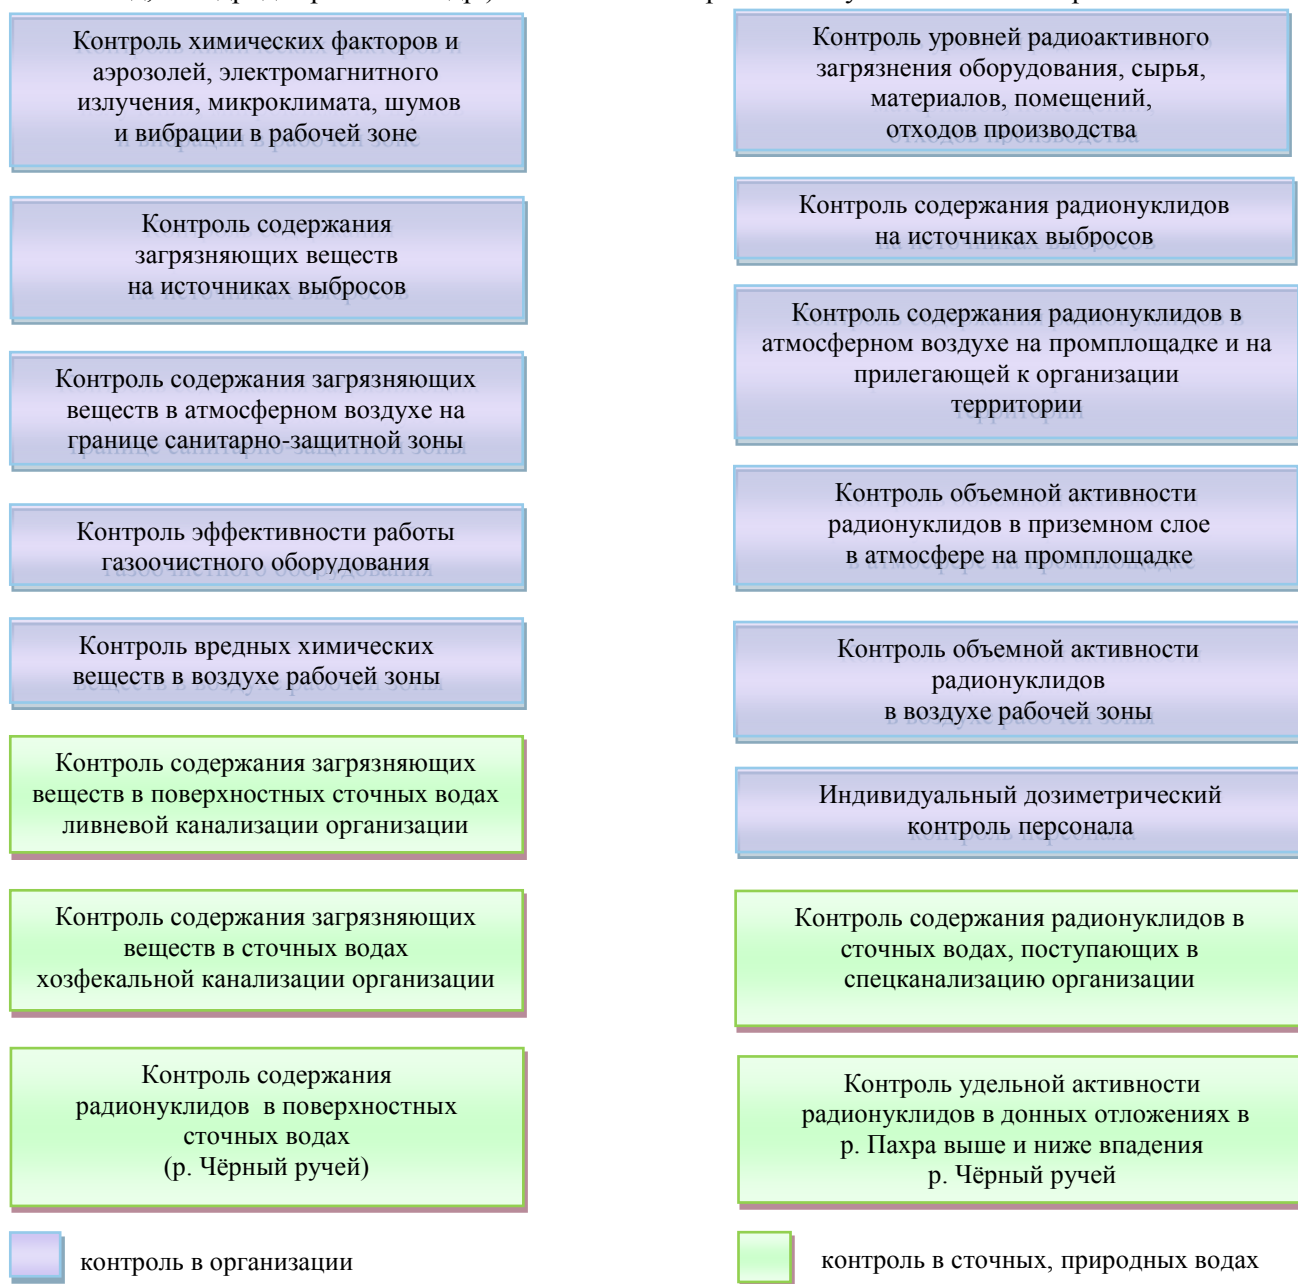 Контроль химических факторов и
аэрозолей, электромагнитного
излучения, микроклимата, шумов
и вибрации в рабочей зоне
Контроль содержания
загрязняющих веществ
на источниках выбросов
Контроль содержания загрязняющих
веществ в атмосферном воздухе на
границе санитарно-защитной зоны
Контроль эффективности работы
газоочистного оборудования
Контроль вредных химических
веществ в воздухе рабочей зоны
Контроль содержания загрязняющих
веществ в поверхностных сточных водах
ливневой канализации организации
Контроль содержания загрязняющих
веществ в сточных водах
хозфекальной канализации организации
Контроль содержания
радионуклидов в поверхностных
сточных водах
(р. Чёрный ручей)
контроль в организации
Контроль уровней радиоактивного
загрязнения оборудования, сырья,
материалов, помещений,
отходов производства
Контроль содержания радионуклидов
на источниках выбросов
Контроль содержания радионуклидов в
атмосферном воздухе на промплощадке и на
прилегающей к организации
территории
Контроль объемной активности
радионуклидов в приземном слое
в атмосфере на промплощадке
Контроль объемной активности
радионуклидов
в воздухе рабочей зоны
Индивидуальный дозиметрический
контроль персонала
Контроль содержания радионуклидов в
сточных водах, поступающих в
спецканализацию организации
Контроль удельной активности
радионуклидов в донных отложениях в
р. Пахра выше и ниже впадения
р. Чёрный ручей
контроль в сточных, природных водах